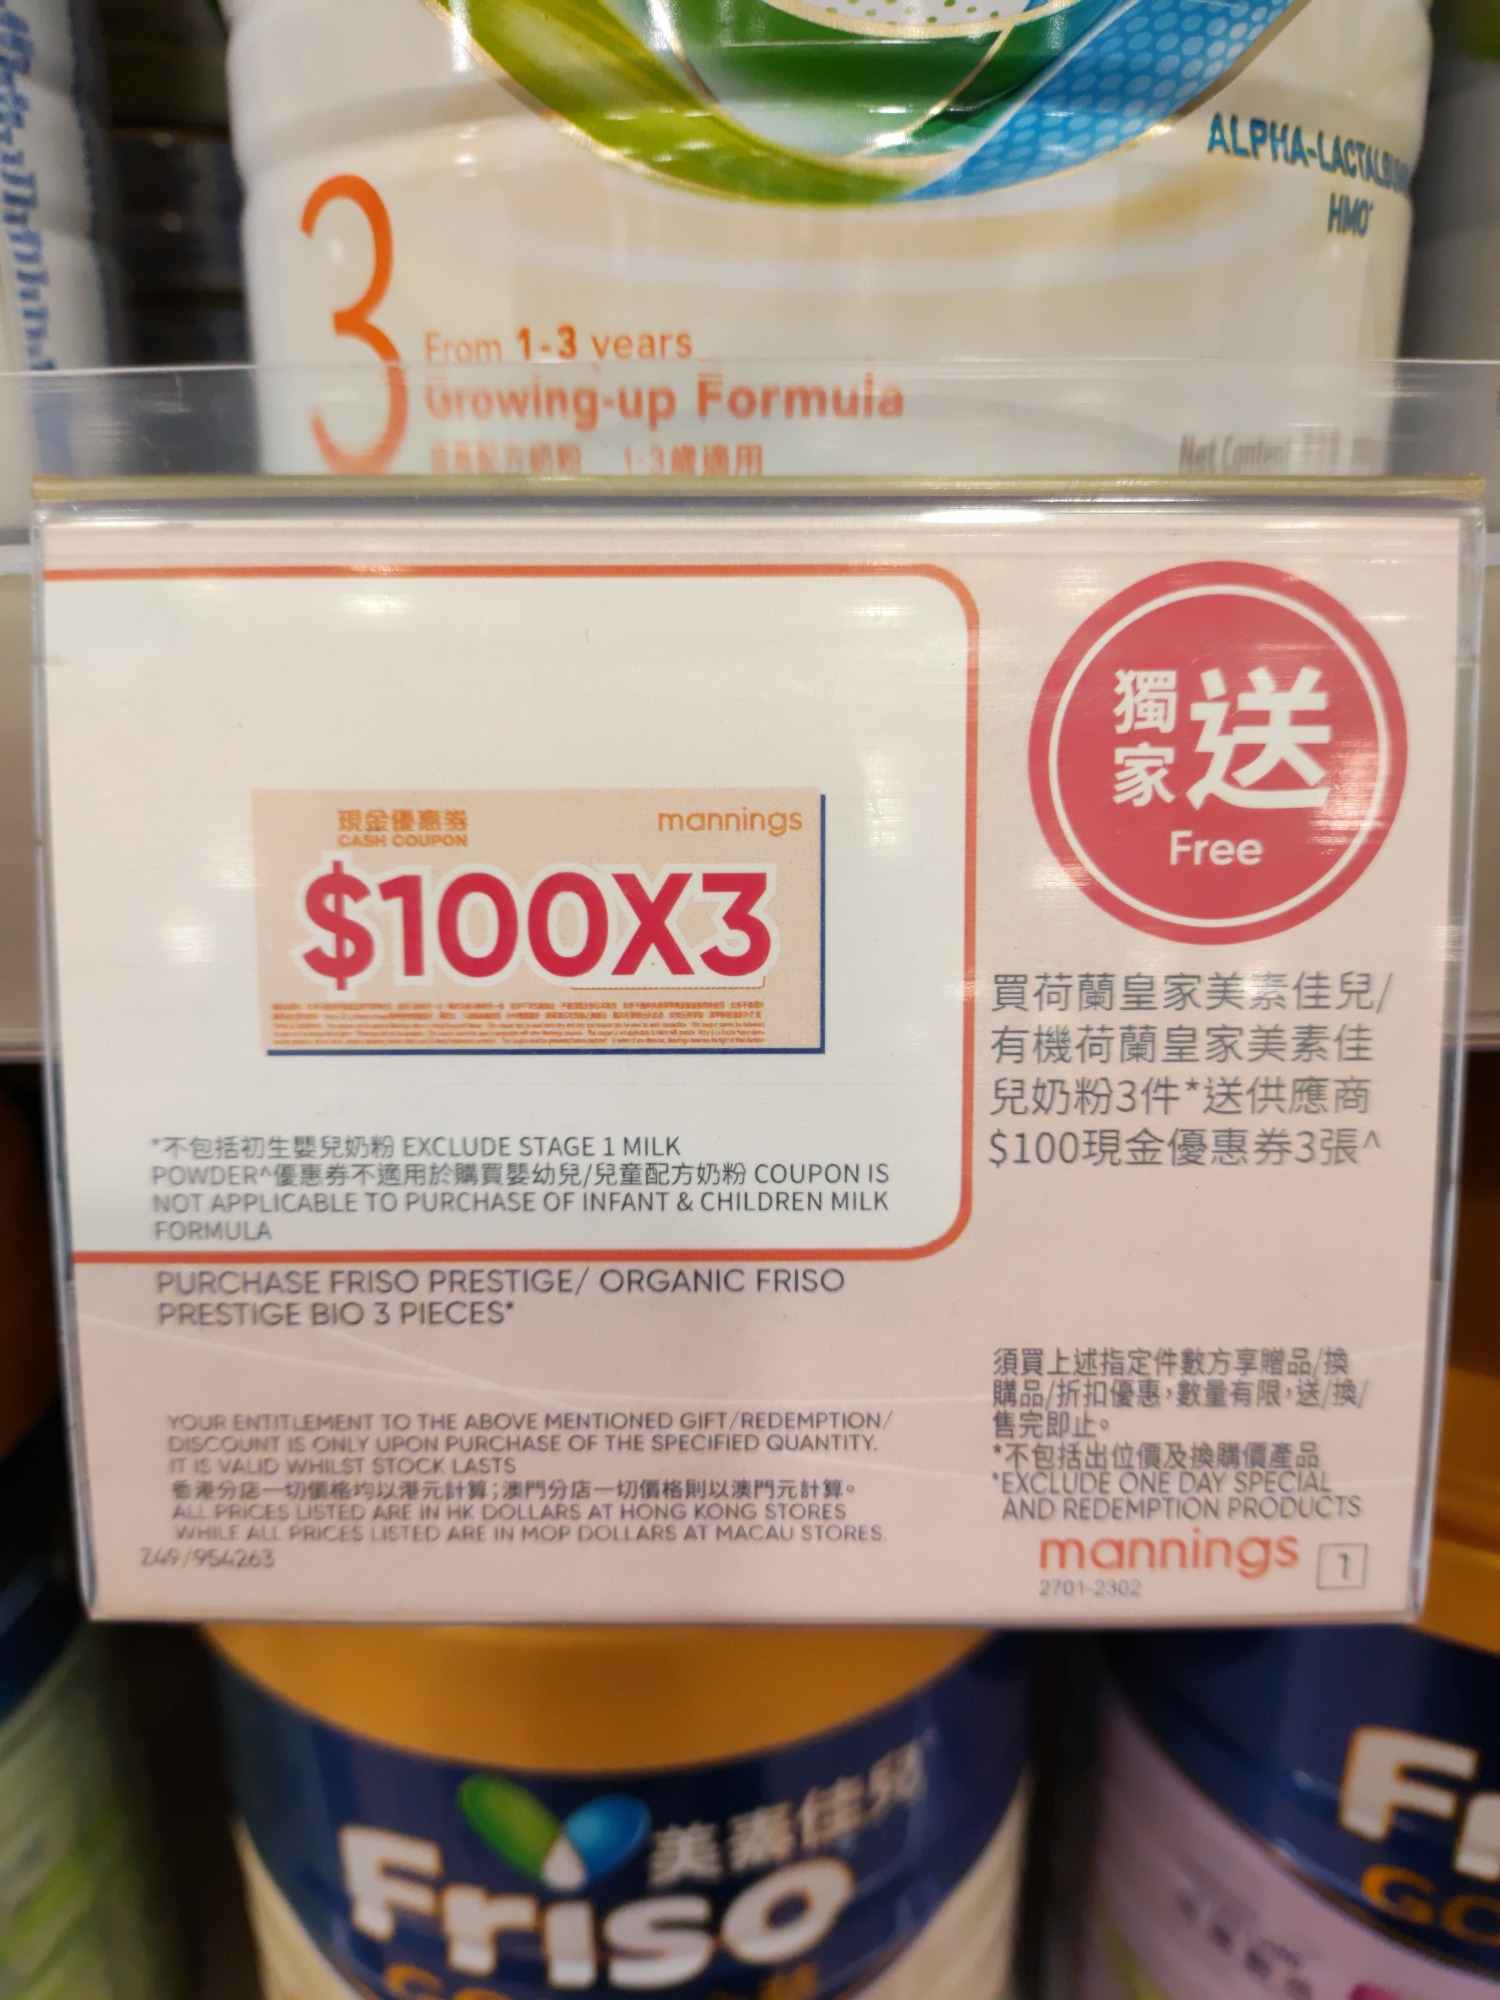 ALPHA-LACTALBU
HMO
3
From 1-3 years
Growing-up Formula
配方奶粉 1-3歲適用
Net Content
獨家送
Free
現金優惠券
CASH COUPON
mannings
$100X3
買荷蘭皇家美素佳兒/
有機荷蘭皇家美素佳
兒奶粉3件*送供應商
$100現金優惠券3張^
*不包括初生嬰兒奶粉 EXCLUDE STAGE 1 MILK
POWDER^優惠券不適用於購買嬰幼兒/兒童配方奶粉 COUPON IS
NOT APPLICABLE TO PURCHASE OF INFANT & CHILDREN MILK
FORMULA
PURCHASE FRISO PRESTIGE/ ORGANIC FRISO
PRESTIGE BIO 3 PIECES*
須買上述指定件數方享贈品/換
購品/折扣優惠，數量有限，送/換/
售完即止。
*不包括出位價及換購價產品
*EXCLUDE ONE DAY SPECIAL
AND REDEMPTION PRODUCTS
YOUR ENTITLEMENT TO THE ABOVE MENTIONED GIFT/REDEMPTION/
DISCOUNT IS ONLY UPON PURCHASE OF THE SPECIFIED QUANTITY.
IT IS VALID WHILST STOCK LASTS
香港分店一切價格均以港元計算；澳門分店一切價格則以澳門元計算。
ALL PRICES LISTED ARE IN HK DOLLARS AT HONG KONG STORES
WHILE ALL PRICES LISTED ARE IN MOP DOLLARS AT MACAU STORES.
Z49/954263
mannings 1
2701-2302
美素佳兒
Friso